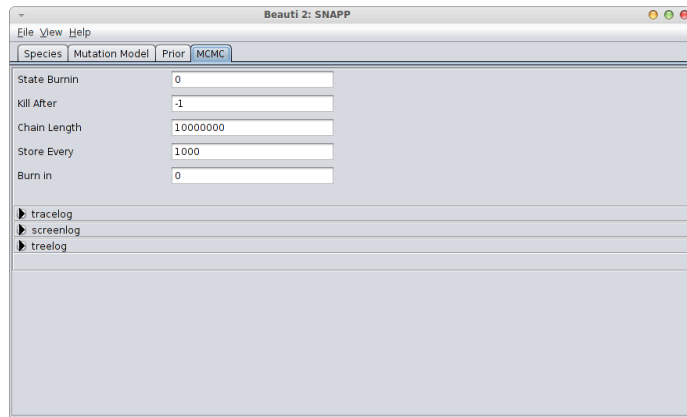 Beauti 2: SNAPP
File View Help
Species Mutation Model Prior MCMC
State Burnin 0
Kill After -1
Chain Length 10000000
Store Every 1000
Burn in 0
tracelog
screenlog
treelog